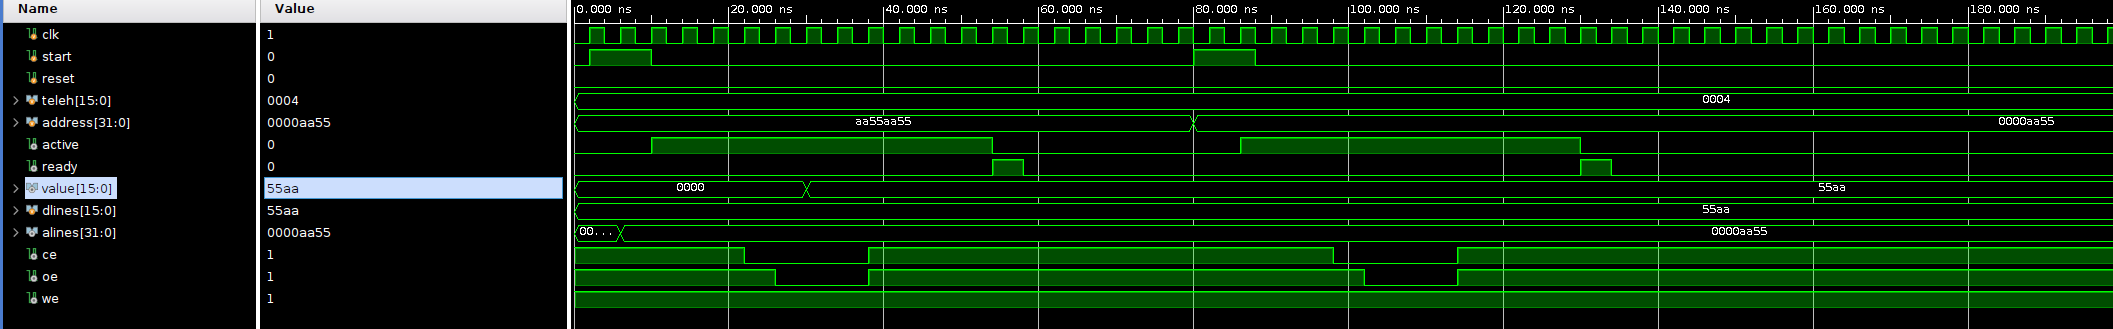 Name Value 0.000 ns 20.000 ns 40.000 ns 60.000 ns 80.000 ns 100.000 ns 120.000 ns 140.000 ns 160.000 ns 180.000 ns
clk 1
start 0
reset 0
teleh[15:0] 0004 0004
address[31:0] 0000aa55 aa55aa55 0000aa55
active 0
ready 0
value[15:0] 55aa 0000 55aa
dlines[15:0] 55aa 55aa
alines[31:0] 0000aa55 00... 0000aa55
ce 1
oe 1
we 1